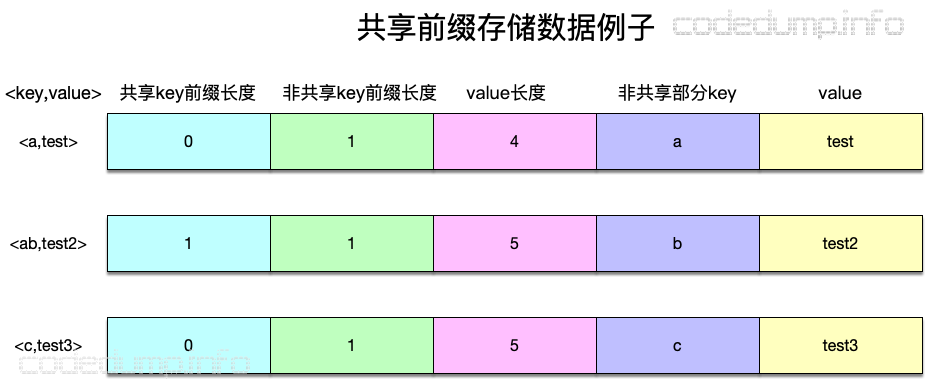 共享前缀存储数据例子 codedump.info
<key,value> 共享key前缀长度 非共享key前缀长度 value长度 非共享部分key value
<a,test> 0 1 4 a test
<ab,test2> 1 1 5 b test2
<c,test3> 0 1 5 c test3
codedump.info